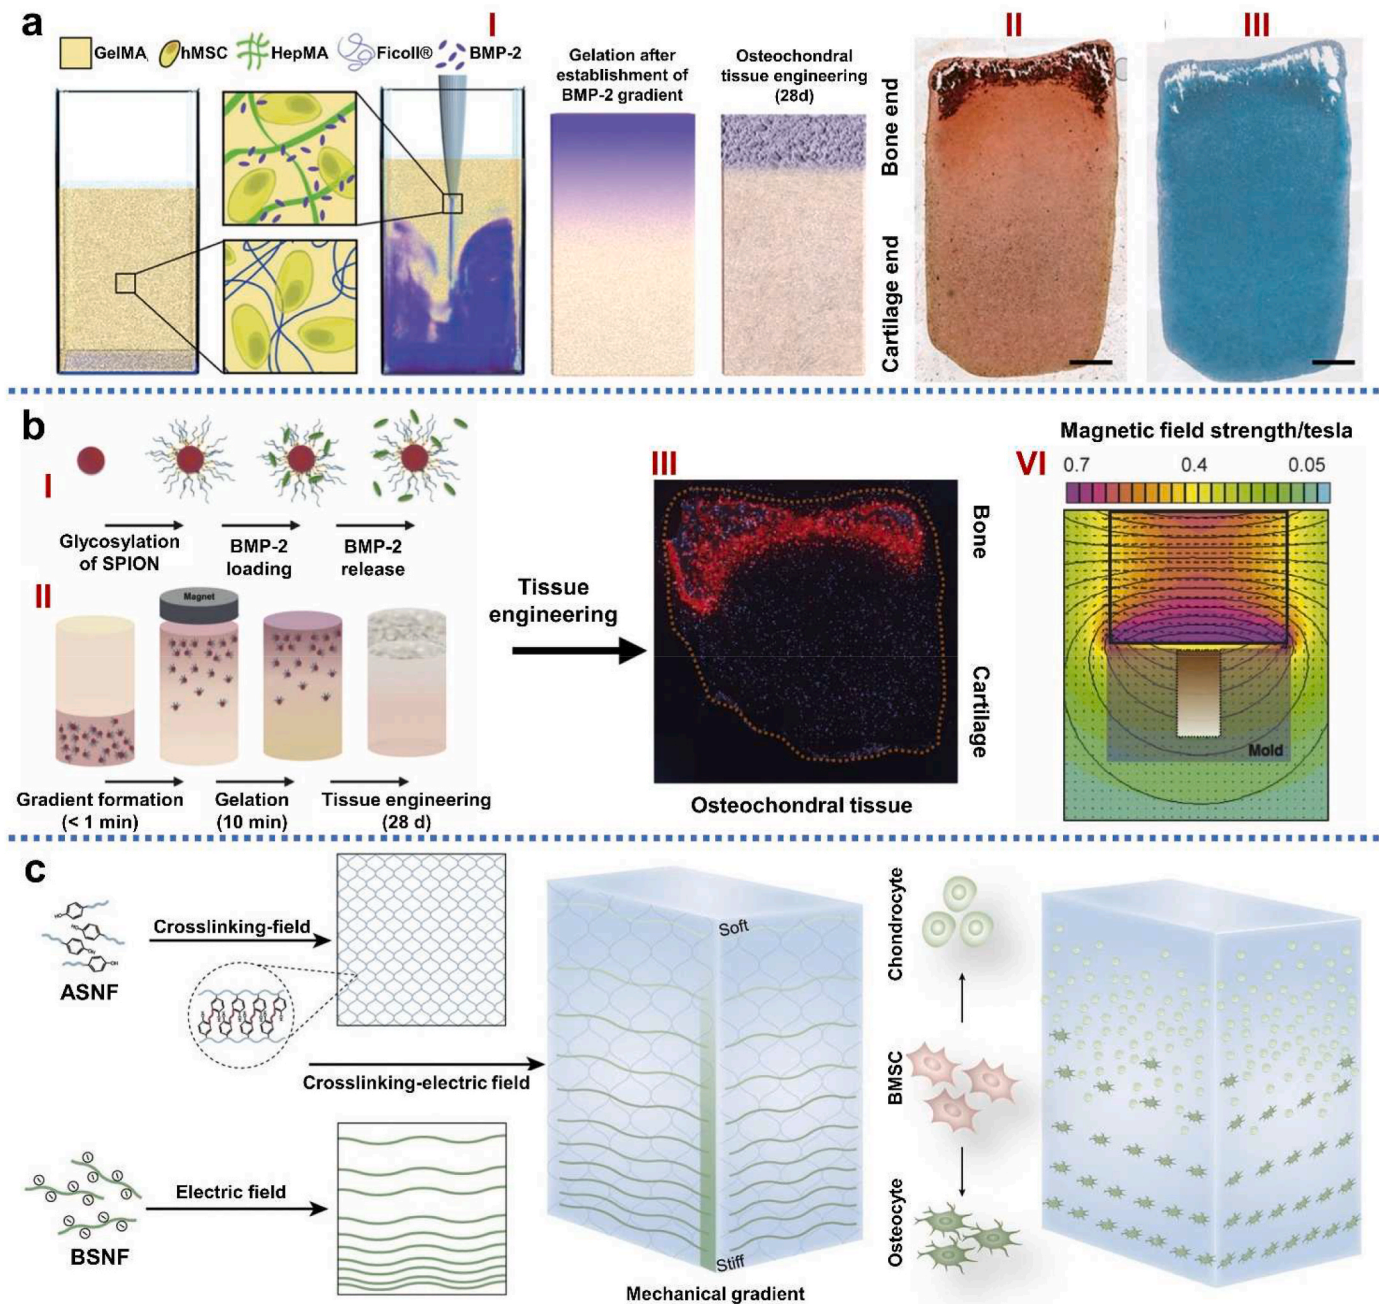 a
I
II
III
GelMA
hMSC
HepMA
Ficoll®
BMP-2
Gelation after
establishment of
BMP-2 gradient
Osteochondral
tissue engineering
(28d)
Bone end
Cartilage end
b
I
Glycosylation
of SPION
BMP-2
loading
BMP-2
release
II
Magnet
Gradient formation
(< 1 min)
Gelation
(10 min)
Tissue engineering
(28 d)
Tissue
engineering
III
Bone
Cartilage
Osteochondral tissue
VI
Magnetic field strength/tesla
0.7
0.4
0.05
Mold
c
ASNF
Crosslinking-field
Crosslinking-electric field
BSNF
Electric field
Soft
Stiff
Mechanical gradient
Chondrocyte
BMSC
Osteocyte